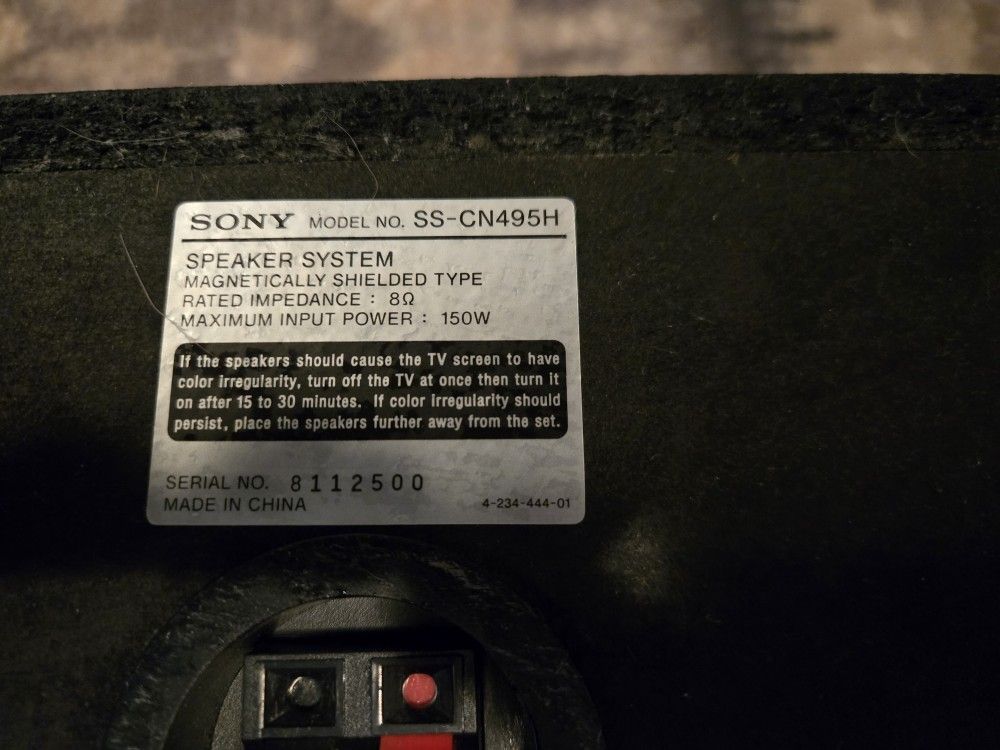 SONY MODEL NO. SS-CN495H
SPEAKER SYSTEM
MAGNETICALLY SHIELDED TYPE
RATED IMPEDANCE : 8Ω
MAXIMUM INPUT POWER : 150W
If the speakers should cause the TV screen to have
color irregularity, turn off the TV at once then turn it
on after 15 to 30 minutes. If color irregularity should
persist, place the speakers further away from the set.
SERIAL NO. 8112500
MADE IN CHINA 4-234-444-01